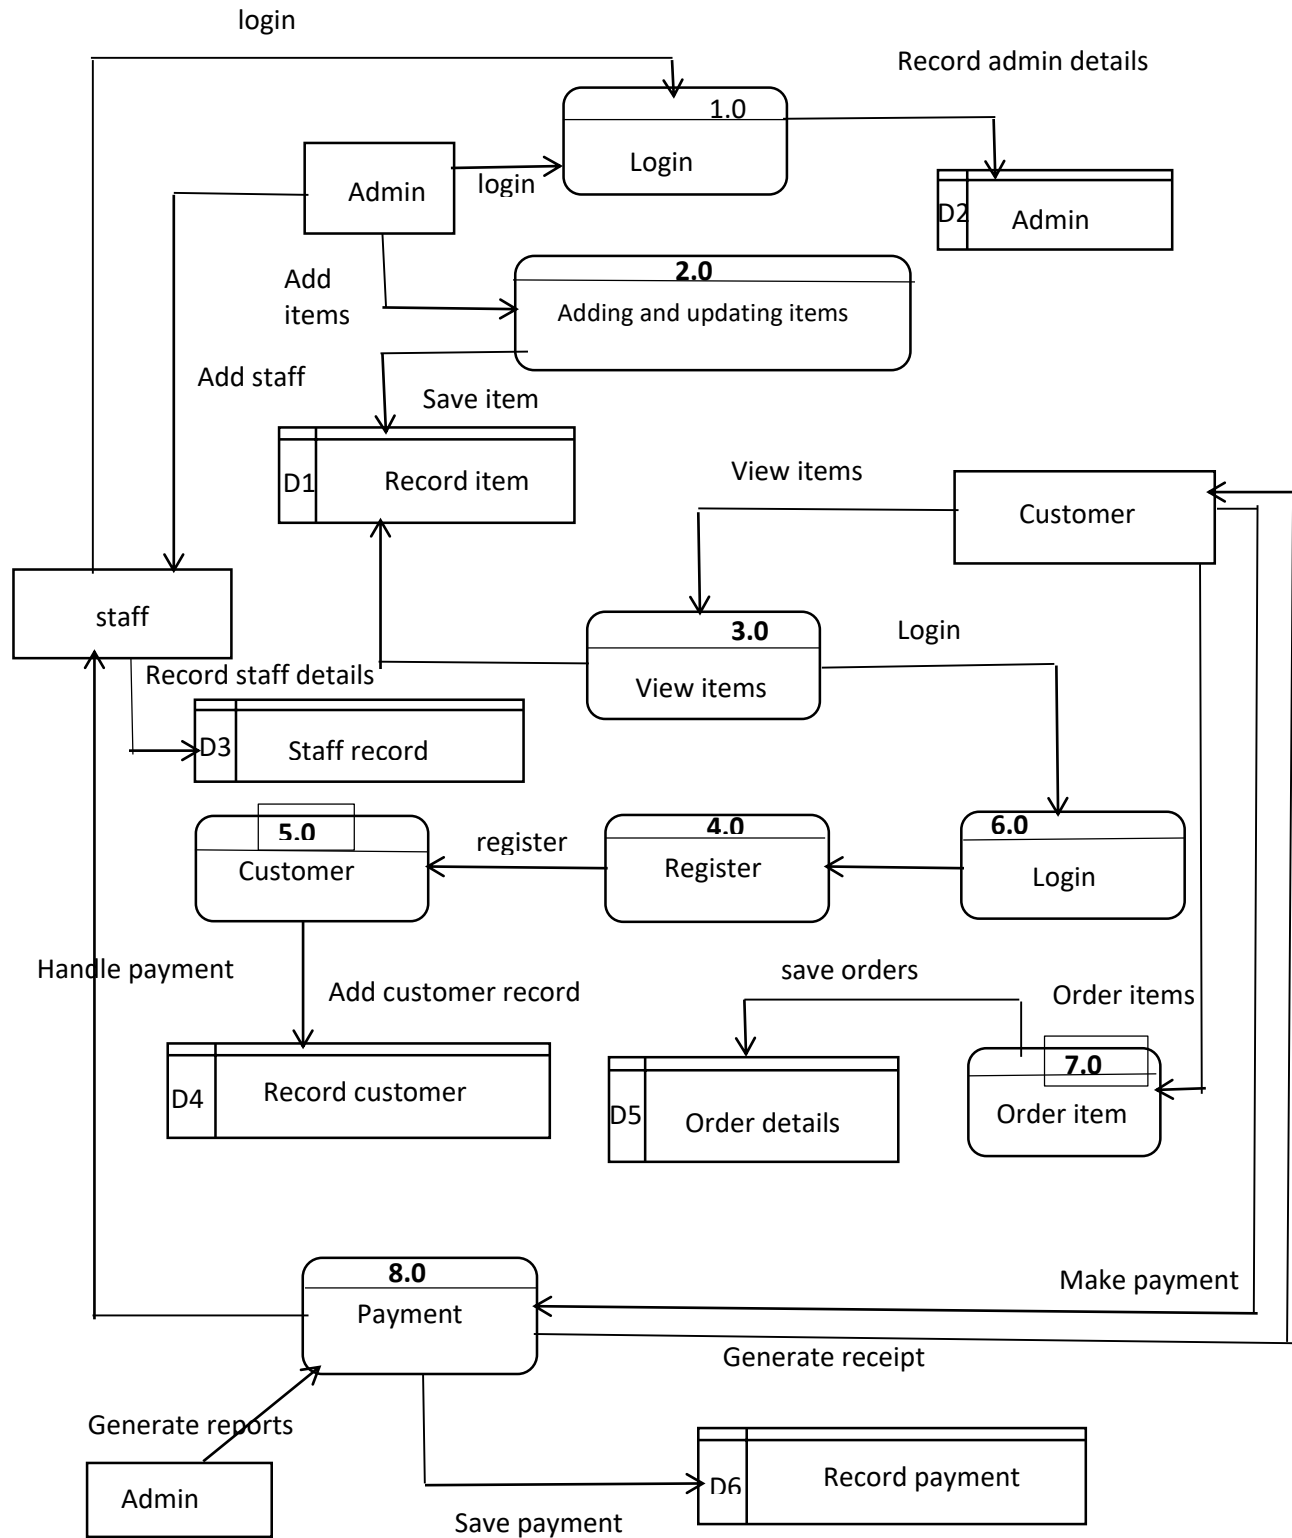 login
Record admin details
1.0
Login
Admin
login
D2
Admin
2.0
Add
items
Adding and updating items
Add staff
Save item
D1
Record item
View items
Customer
staff
3.0
Login
Record staff details
View items
D3
Staff record
5.0
Customer
register
4.0
Register
6.0
Login
Handle payment
Add customer record
save orders
Order items
7.0
D4
Record customer
D5
Order details
Order item
8.0
Payment
Make payment
Generate receipt
Generate reports
Admin
D6
Record payment
Save payment